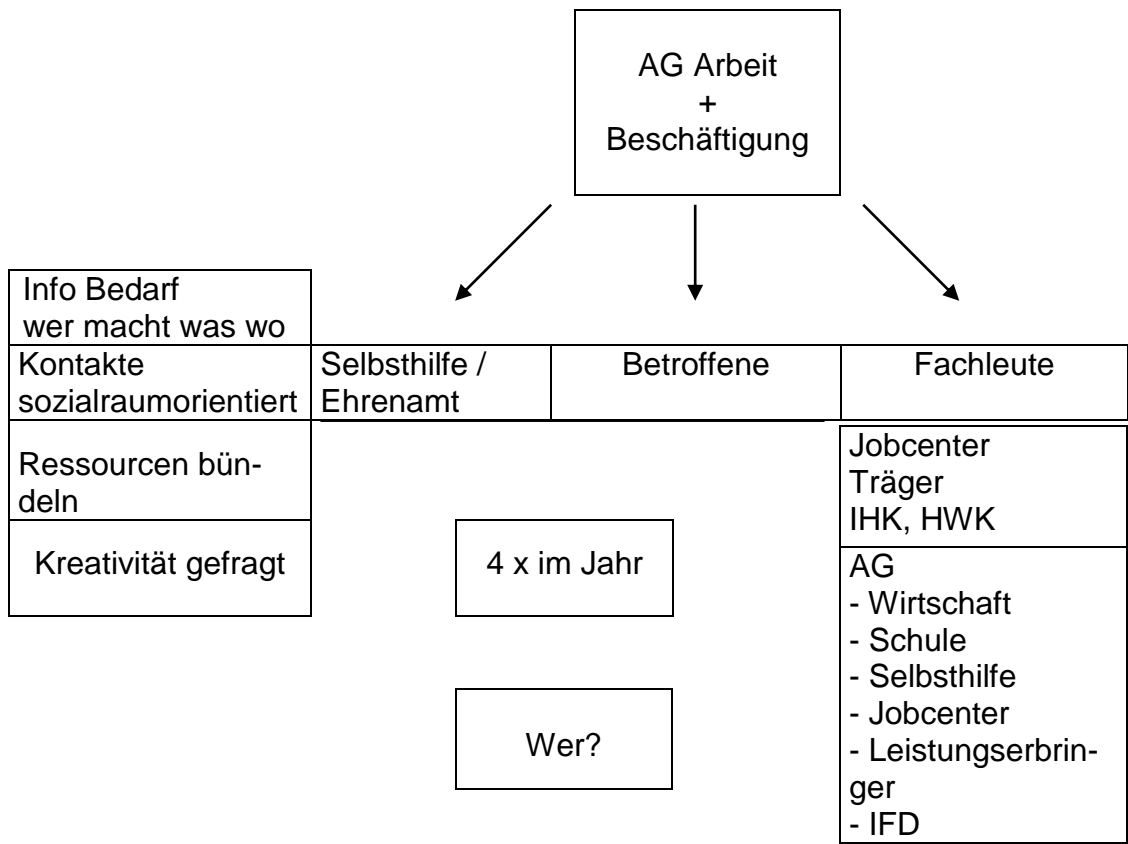 AG Arbeit
+
Beschäftigung
Info Bedarf
wer macht was wo
Kontakte
sozialraumorientiert
Selbsthilfe /
Ehrenamt
Betroffene
Fachleute
Ressourcen bün-
deln
Kreativität gefragt
4 x im Jahr
Wer?
Jobcenter
Träger
IHK, HWK
AG
- Wirtschaft
- Schule
- Selbsthilfe
- Jobcenter
- Leistungserbrin-
ger
- IFD